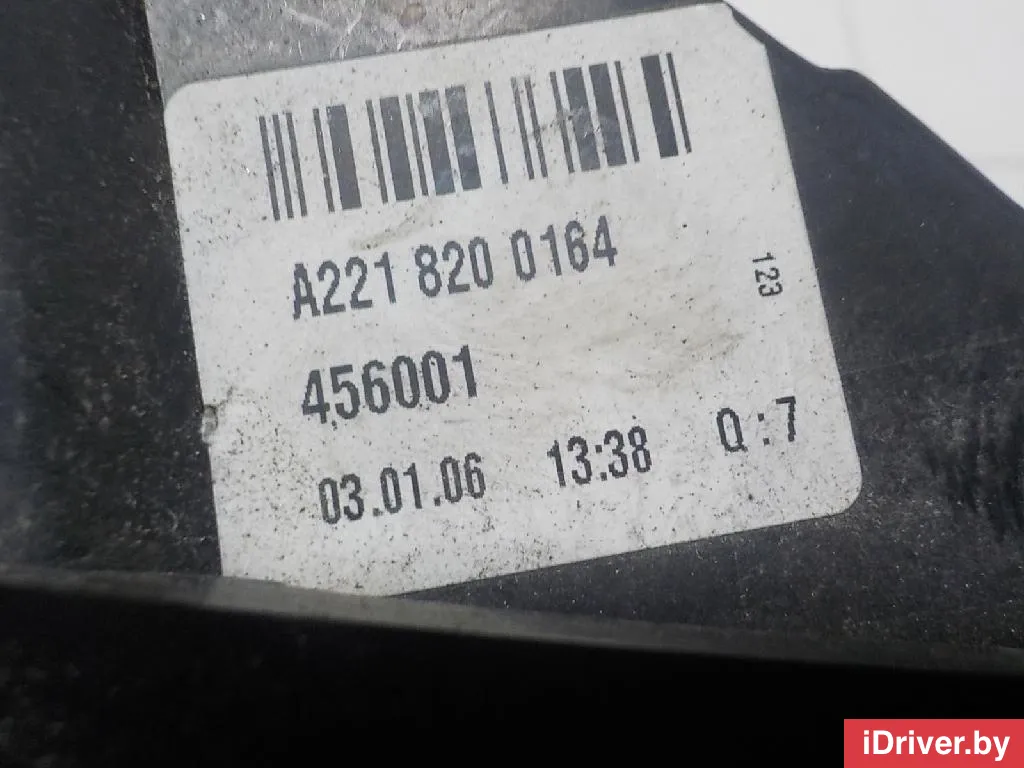 A221 820 0164
123
456001
03.01.06 13:38 Q:7
iDriver.by